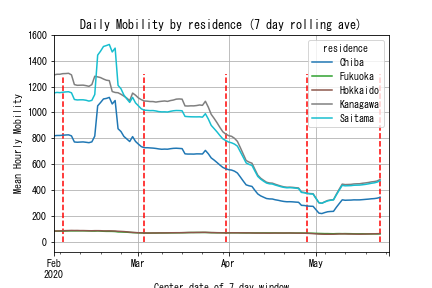 Daily Mobility by residence (7 day rolling ave)
1600
1400
1200
1000
800
600
400
200
0
Mean Hourly Mobility
residence
Chiba
Fukuoka
Hokkaido
Kanagawa
Saitama
Feb
2020
Mar
Apr
May
Center date of 7 day window